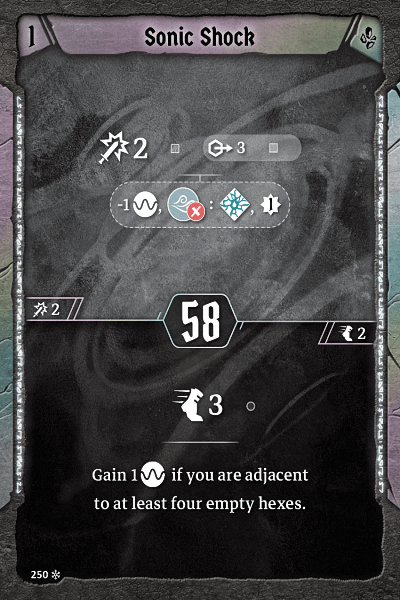 1
Sonic Shock
2
3
-1 , : , 1
2
58
2
3
Gain 1 if you are adjacent
to at least four empty hexes.
250